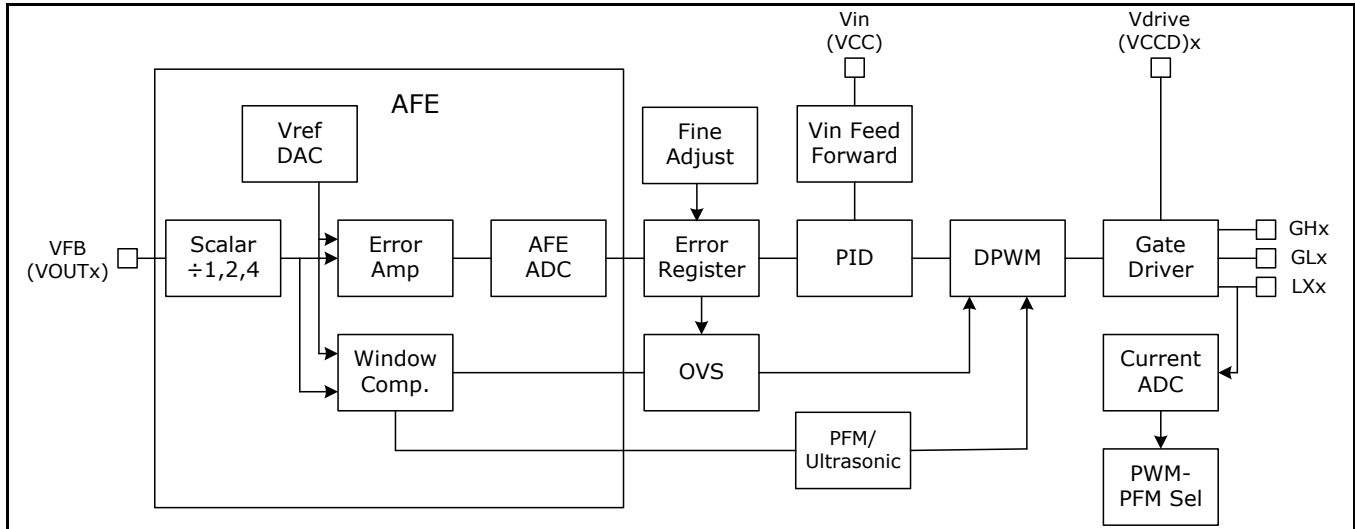 Vin
(VCC)
Vdrive
(VCCD)x
AFE
Vref
DAC
Fine
Adjust
Vin Feed
Forward
VFB
(VOUTx)
Scalar
÷1,2,4
Error
Amp
AFE
ADC
Error
Register
PID
DPWM
Gate
Driver
GHx
GLx
LXx
Window
Comp.
OVS
Current
ADC
PFM/
Ultrasonic
PWM-
PFM Sel